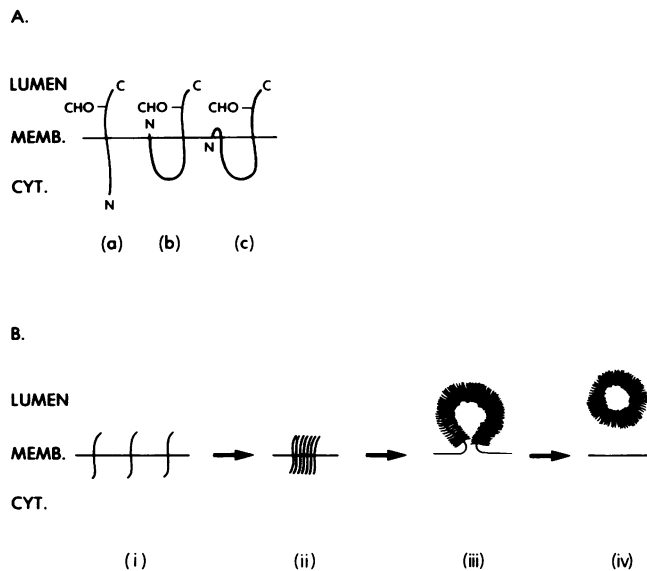 A.
LUMEN
C C C
CHO CHO CHO
N
MEMB.
N
CYT.
N
(a) (b) (c)
B.
LUMEN
MEMB.
CYT.
(i) (ii) (iii) (iv)